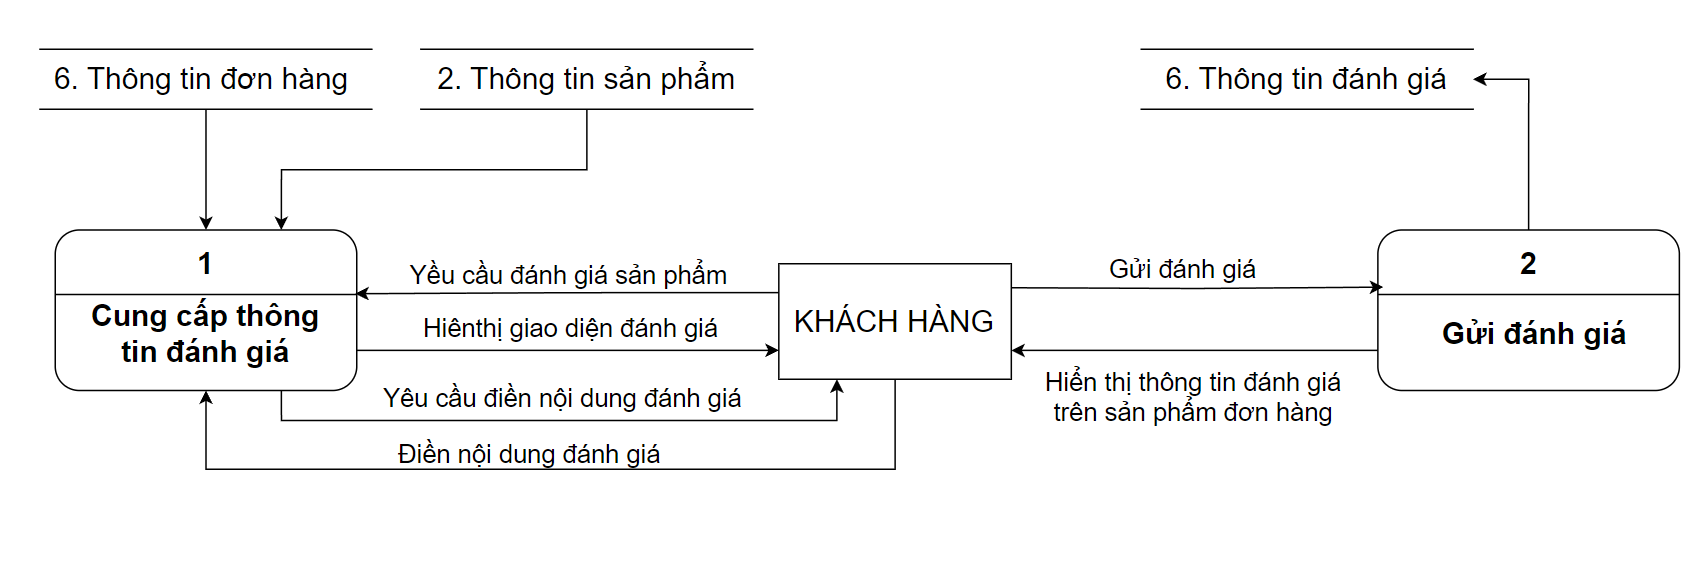 6. Thông tin đơn hàng
2. Thông tin sản phẩm
6. Thông tin đánh giá
1
Cung cấp thông
tin đánh giá
Yều cầu đánh giá sản phẩm
Hiênthị giao diện đánh giá
Yêu cầu điền nội dung đánh giá
Điền nội dung đánh giá
KHÁCH HÀNG
Gửi đánh giá
Hiển thị thông tin đánh giá
trên sản phẩm đơn hàng
2
Gửi đánh giá